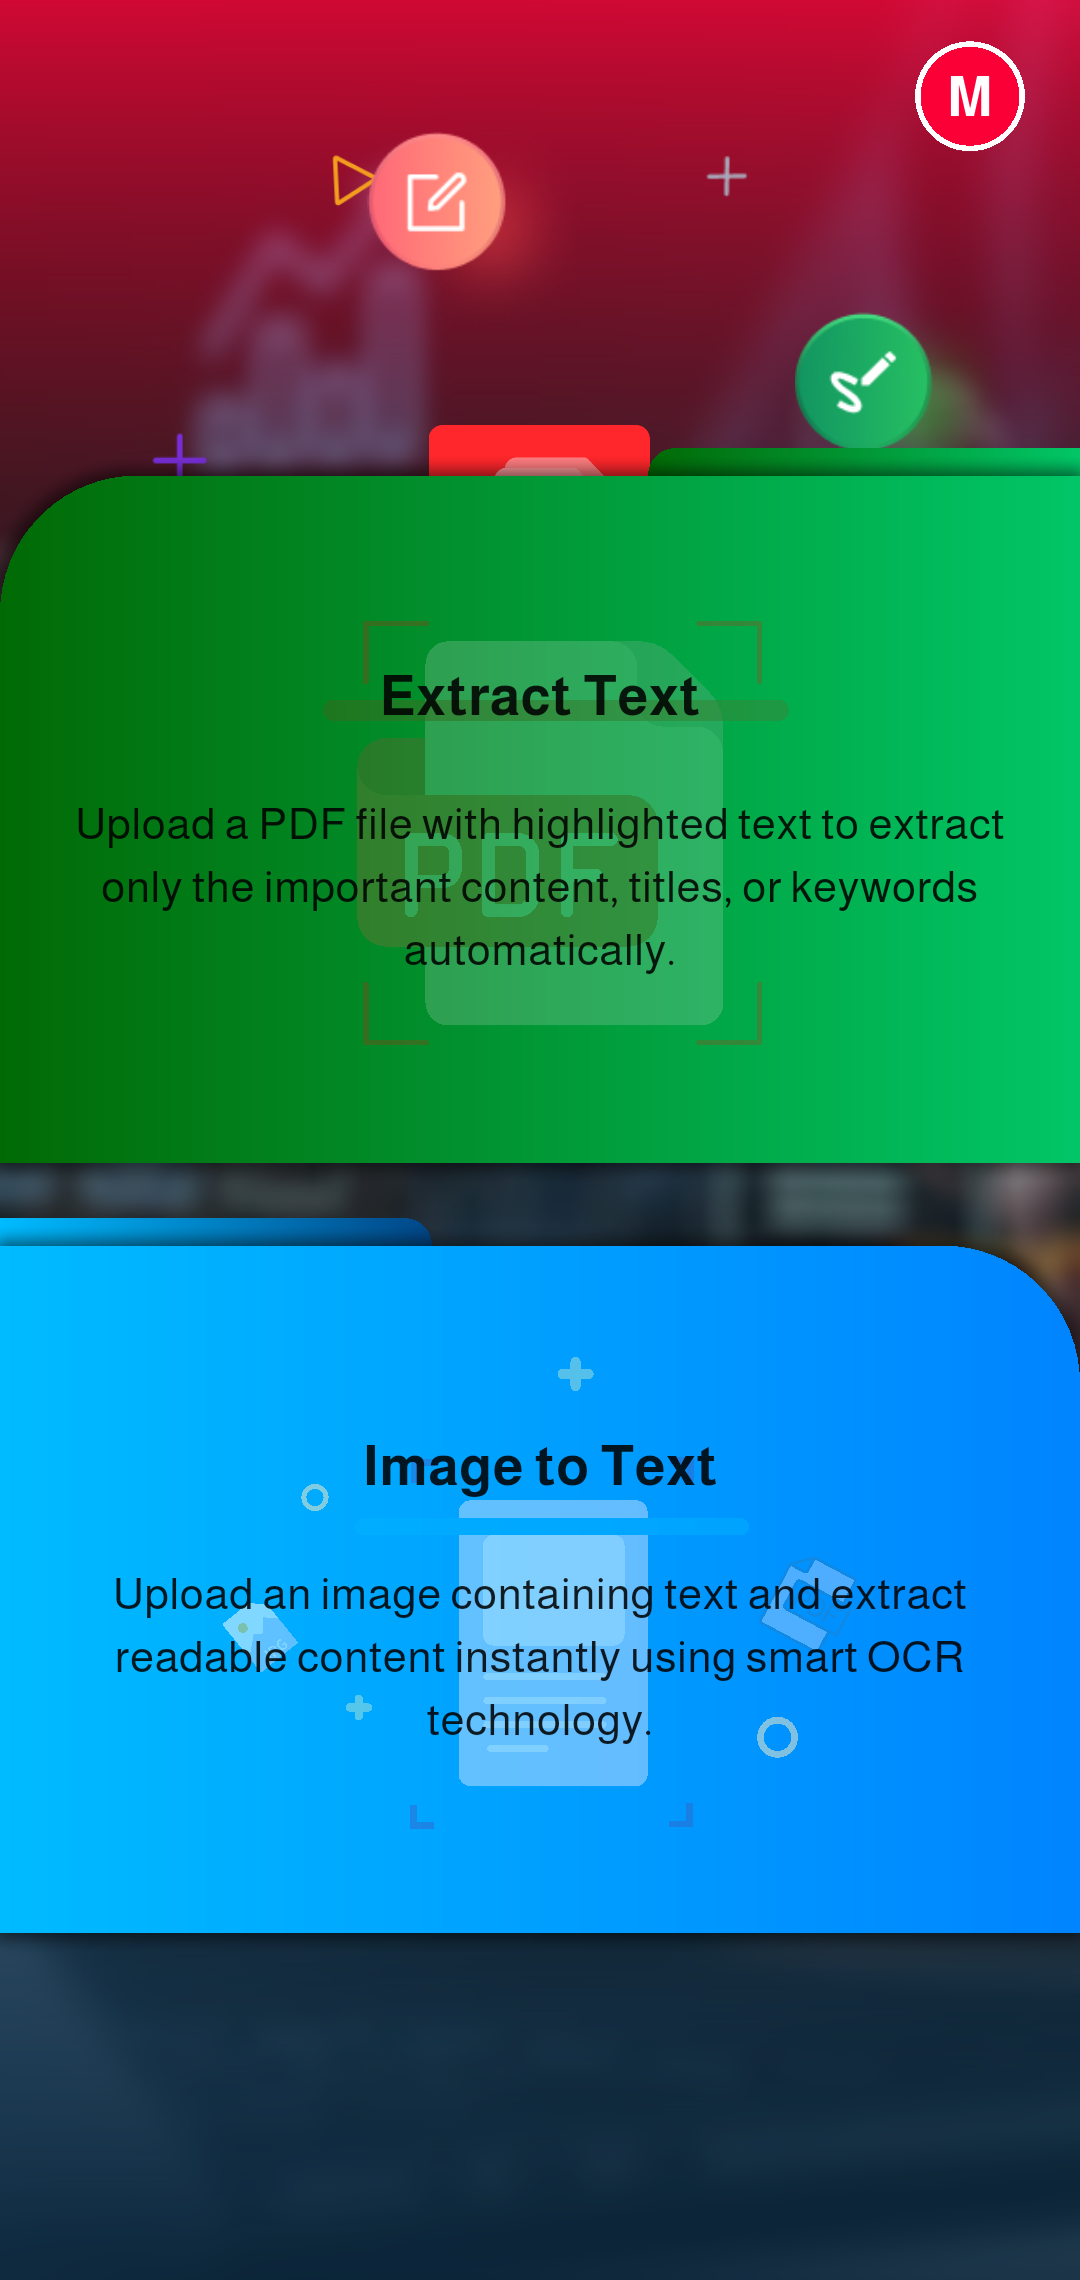 M
Extract Text
PDF
Upload a PDF file with highlighted text to extract
only the important content, titles, or keywords
automatically.
Image to Text
Upload an image containing text and extract
readable content instantly using smart OCR
technology.